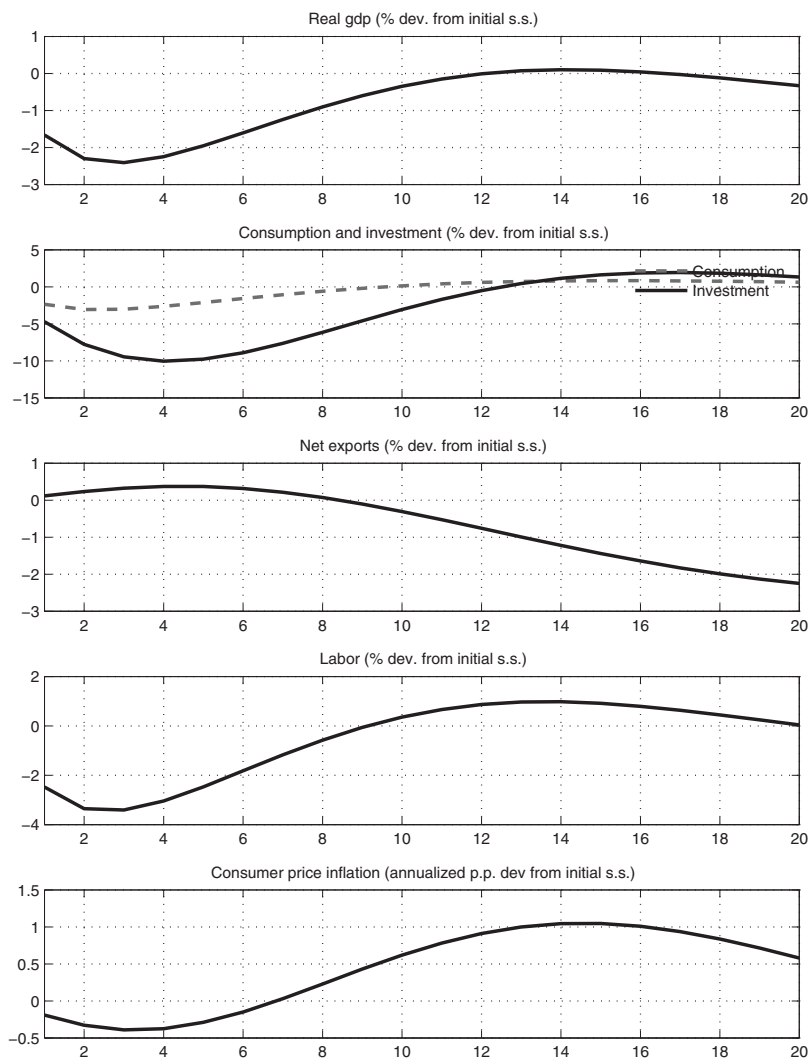 Real gdp (% dev. from initial s.s.)
1
0
−1
−2
−3
2 4 6 8 10 12 14 16 18 20
Consumption and investment (% dev. from initial s.s.)
5
0
−5
−10
−15
Consumption
Investment
2 4 6 8 10 12 14 16 18 20
Net exports (% dev. from initial s.s.)
1
0
−1
−2
−3
2 4 6 8 10 12 14 16 18 20
Labor (% dev. from initial s.s.)
2
0
−2
−4
2 4 6 8 10 12 14 16 18 20
Consumer price inflation (annualized p.p. dev from initial s.s.)
1.5
1
0.5
0
−0.5
2 4 6 8 10 12 14 16 18 20